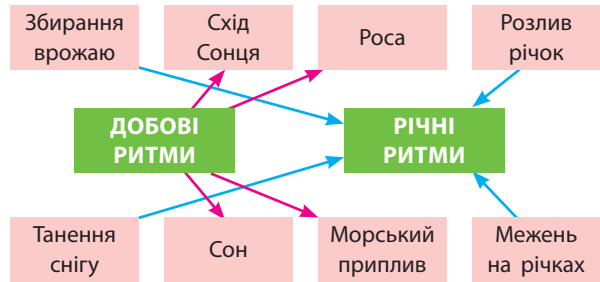 Збирання
врожаю
Схід
Сонця
Роса
Розлив
річок
ДОБОВІ
РИТМИ
РІЧНІ
РИТМИ
Танення
снігу
Сон
Морський
приплив
Межень
на річках